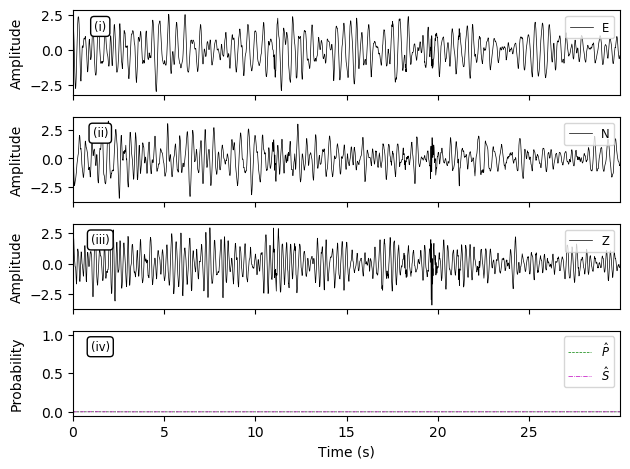 2.5
0.0
−2.5
Amplitude
(i)
E
2.5
0.0
−2.5
Amplitude
(ii)
N
2.5
0.0
−2.5
Amplitude
(iii)
Z
1.0
0.5
0.0
Probability
(iv)
P̂
Ŝ
0 5 10 15 20 25
Time (s)